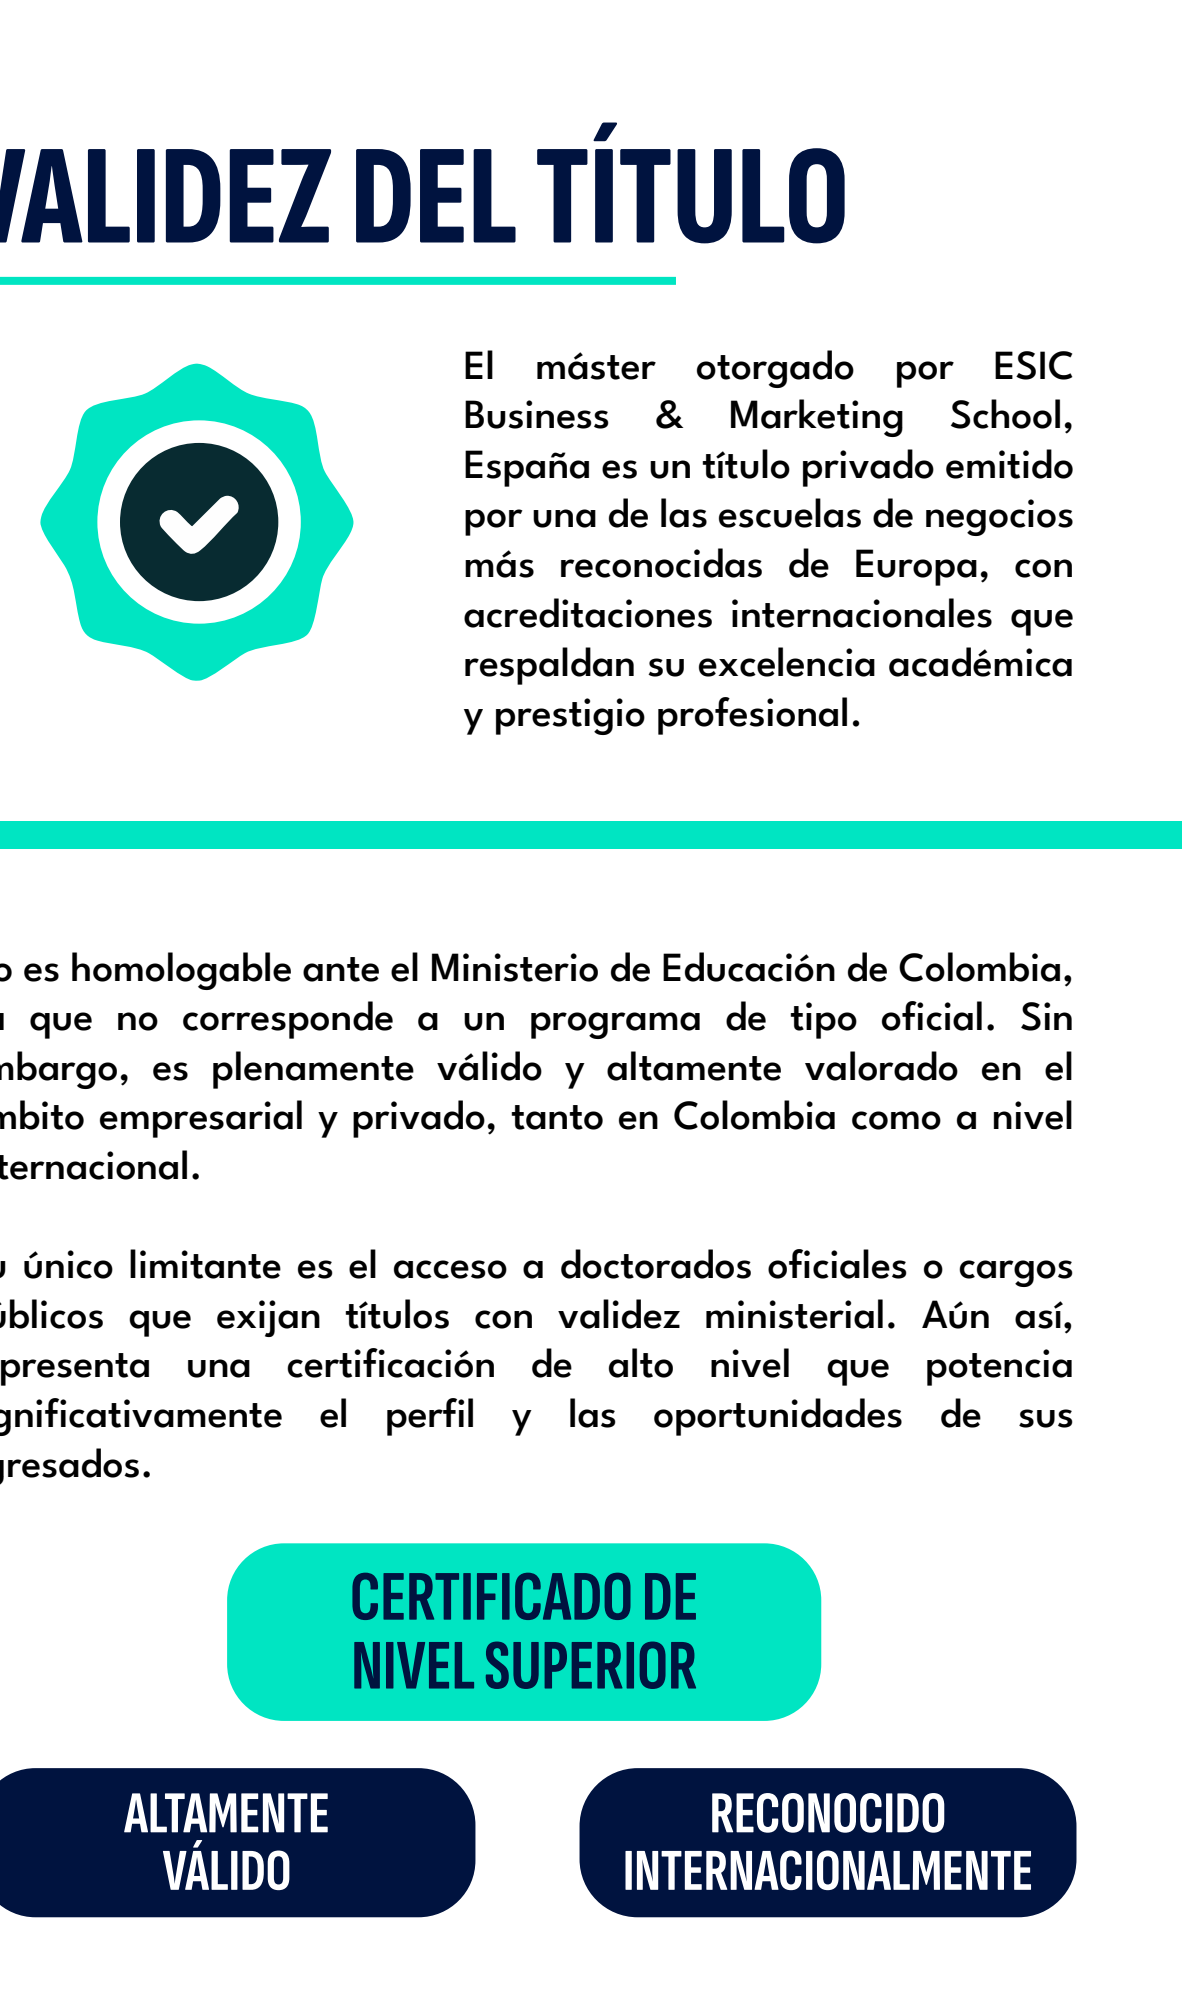 VALIDEZ DEL TÍTULO
El máster otorgado por ESIC
Business & Marketing School,
España es un título privado emitido
por una de las escuelas de negocios
más reconocidas de Europa, con
acreditaciones internacionales que
respaldan su excelencia académica
y prestigio profesional.
o es homologable ante el Ministerio de Educación de Colombia,
que no corresponde a un programa de tipo oficial. Sin
mbargo, es plenamente válido y altamente valorado en el
mbito empresarial y privado, tanto en Colombia como a nivel
ternacional.
único limitante es el acceso a doctorados oficiales o cargos
úblicos que exijan títulos con validez ministerial. Aún así,
presenta una certificación de alto nivel que potencia
gnificativamente el perfil y las oportunidades de sus
gresados.
CERTIFICADO DE
NIVEL SUPERIOR
ALTAMENTE
VÁLIDO
RECONOCIDO
INTERNACIONALMENTE